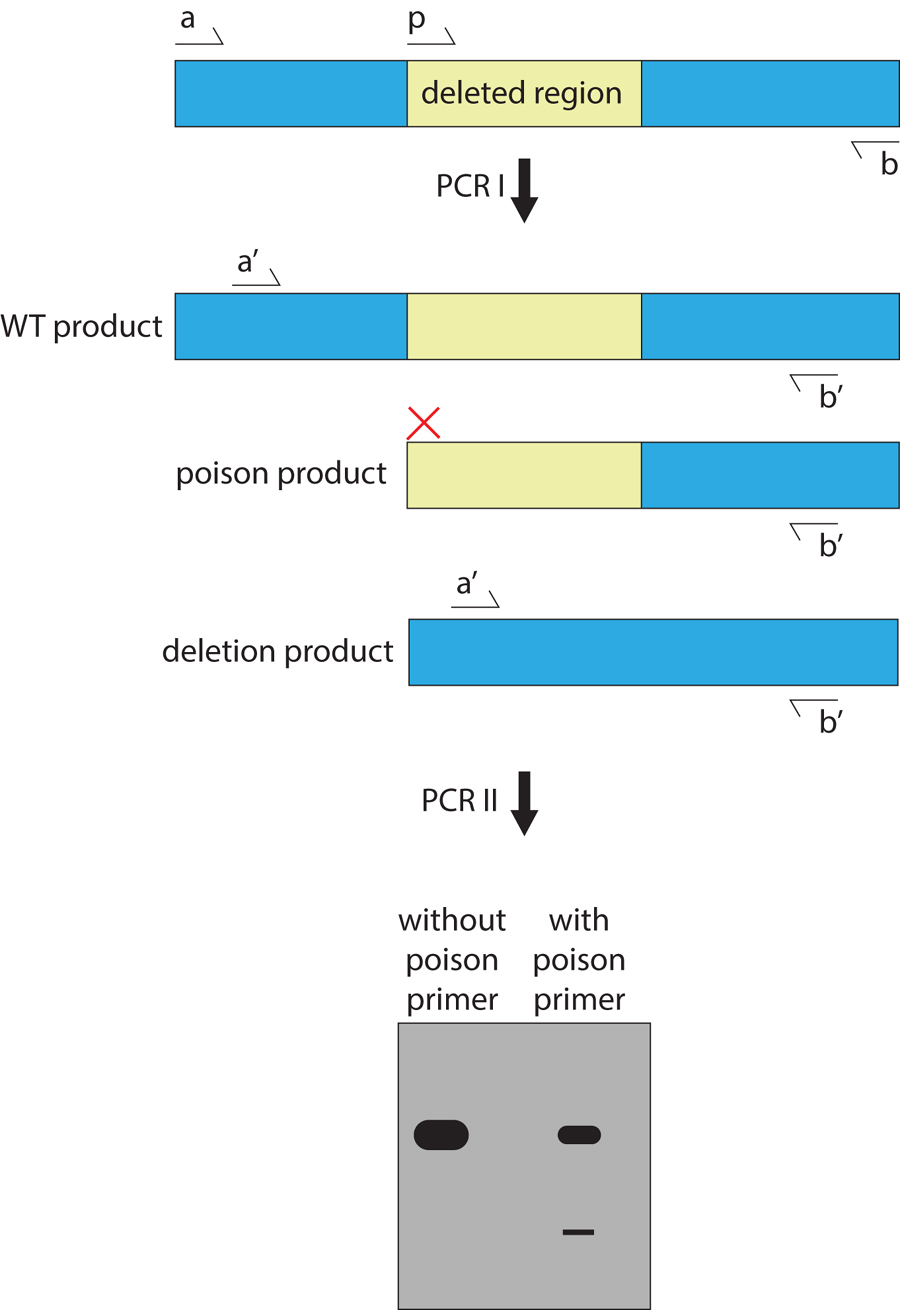 a
p
deleted region
b
PCR I
a′
WT product
b′
poison product
b′
a′
deletion product
b′
PCR II
without with
poison poison
primer primer